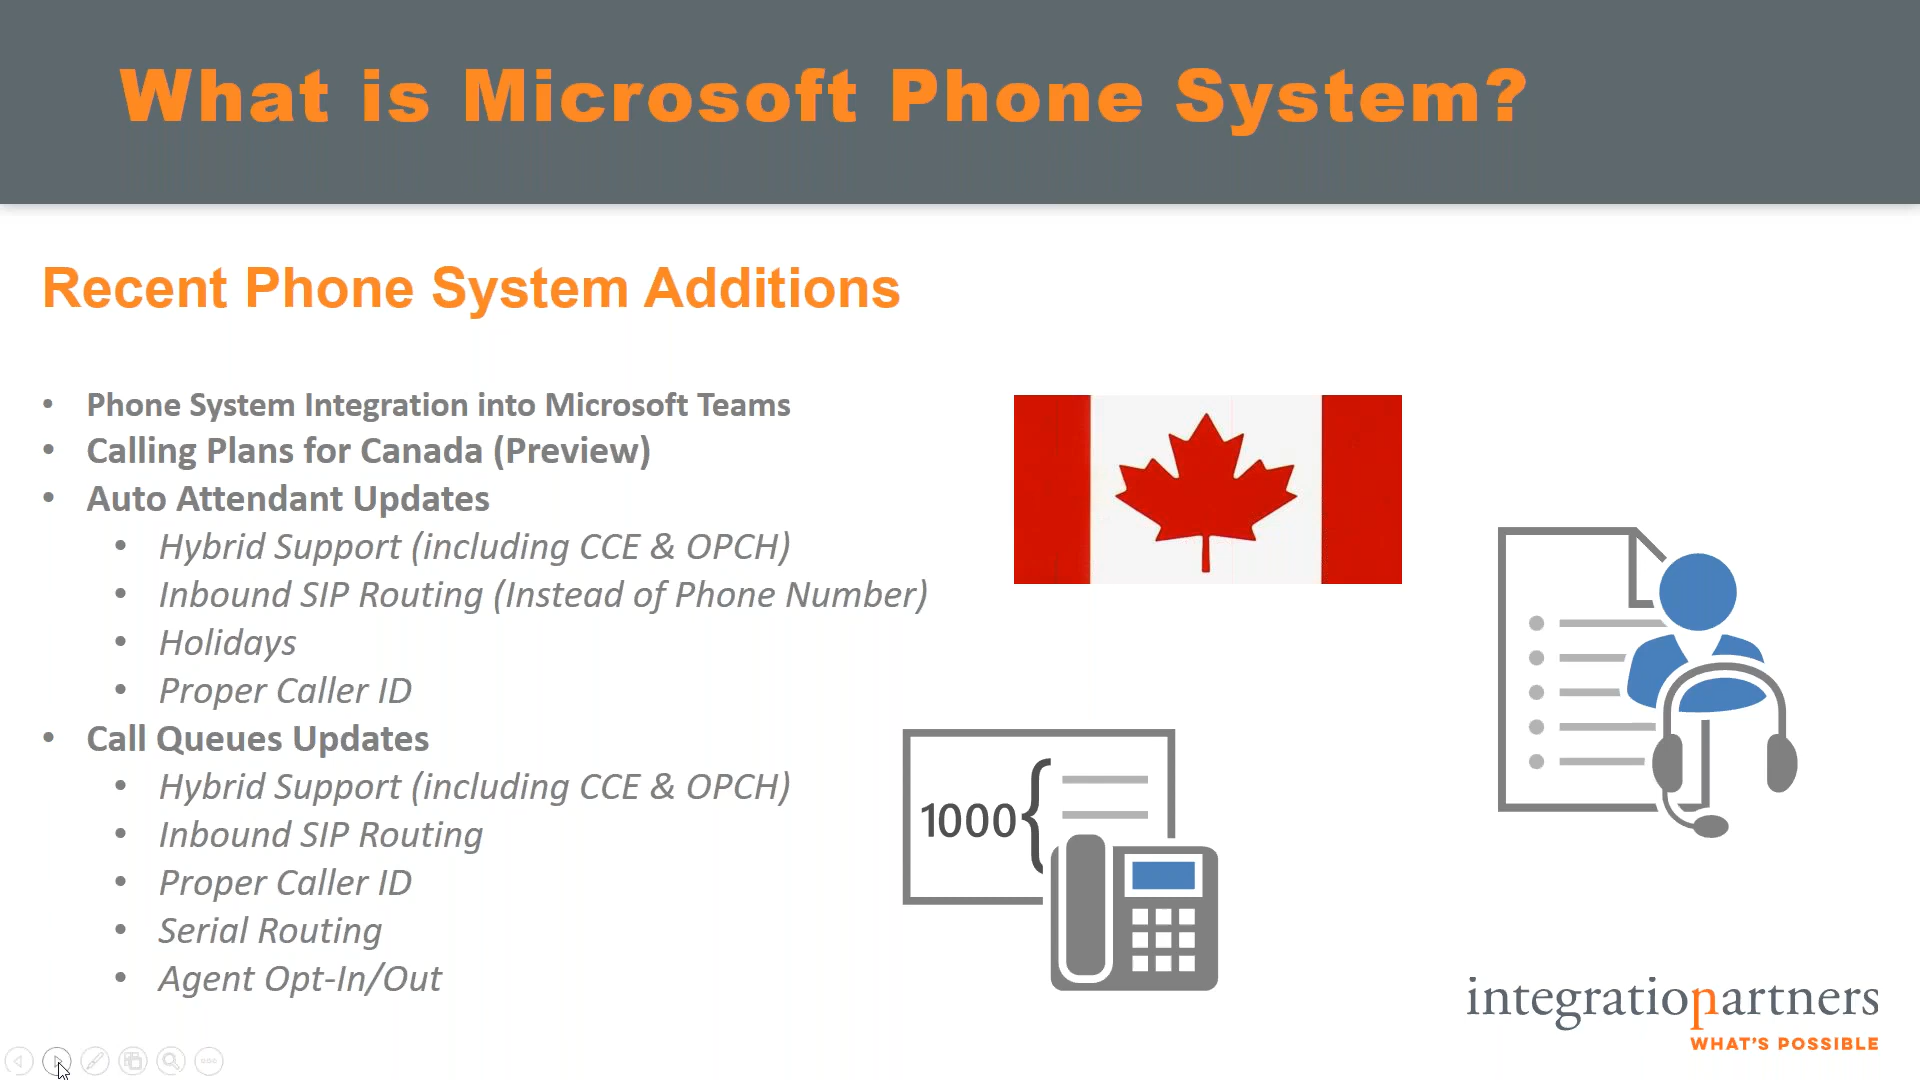 What is Microsoft Phone System?
Recent Phone System Additions
• Phone System Integration into Microsoft Teams
• Calling Plans for Canada (Preview)
• Auto Attendant Updates
• Hybrid Support (including CCE & OPCH)
• Inbound SIP Routing (Instead of Phone Number)
• Holidays
• Proper Caller ID
• Call Queues Updates
• Hybrid Support (including CCE & OPCH)
• Inbound SIP Routing
• Proper Caller ID
• Serial Routing
• Agent Opt-In/Out
1000
integrationpartners
WHAT'S POSSIBLE